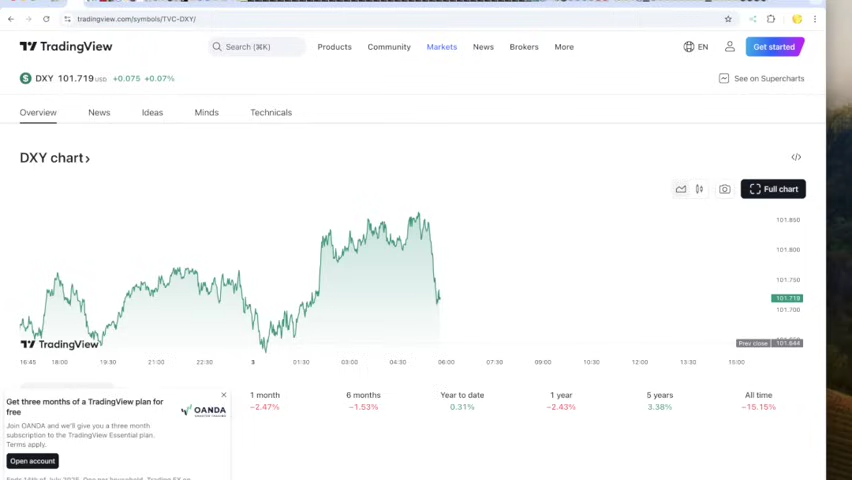 tradingview.com/symbols/TVC-DXY/
TradingView
Search (⌘K)
Products
Community
Markets
News
Brokers
More
EN
Get started
DXY 101.719 USD +0.075 +0.07%
See on Supercharts
Overview
News
Ideas
Minds
Technicals
DXY chart ›
Full chart
101.850
101.800
101.750
101.719
101.700
Prev close 101.644
TradingView
16:45 18:00 19:30 21:00 22:30 3 01:30 03:00 04:30 06:00 07:30 09:00 10:30 12:00 13:30 15:00
1 month 6 months Year to date 1 year 5 years All time
−2.47% −1.53% 0.31% −2.43% 3.38% −15.15%
Get three months of a TradingView plan for
free
OANDA
Join OANDA and we'll give you a three month
subscription to the TradingView Essential plan.
Terms apply.
Open account